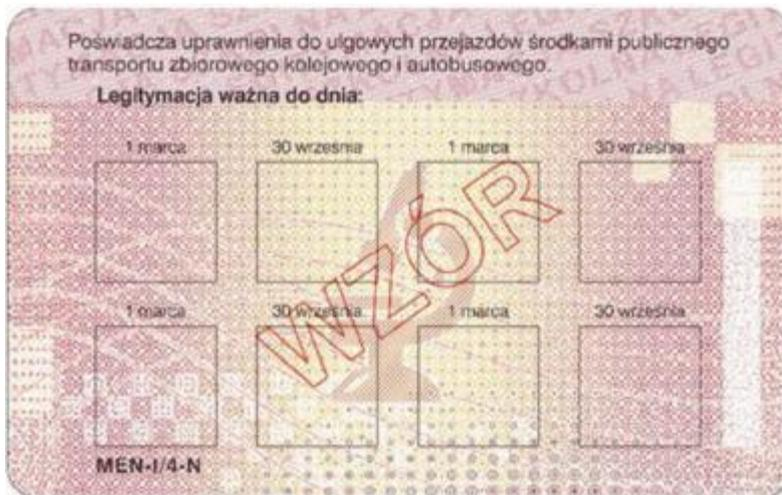 Poświadcza uprawnienia do ulgowych przejazdów środkami publicznego
transportu zbiorowego kolejowego i autobusowego.
Legitymacja ważna do dnia:
1 marca 30 września 1 marca 30 września
WZÓR
1 marca 30 września 1 marca 30 września
MEN-I/4-N